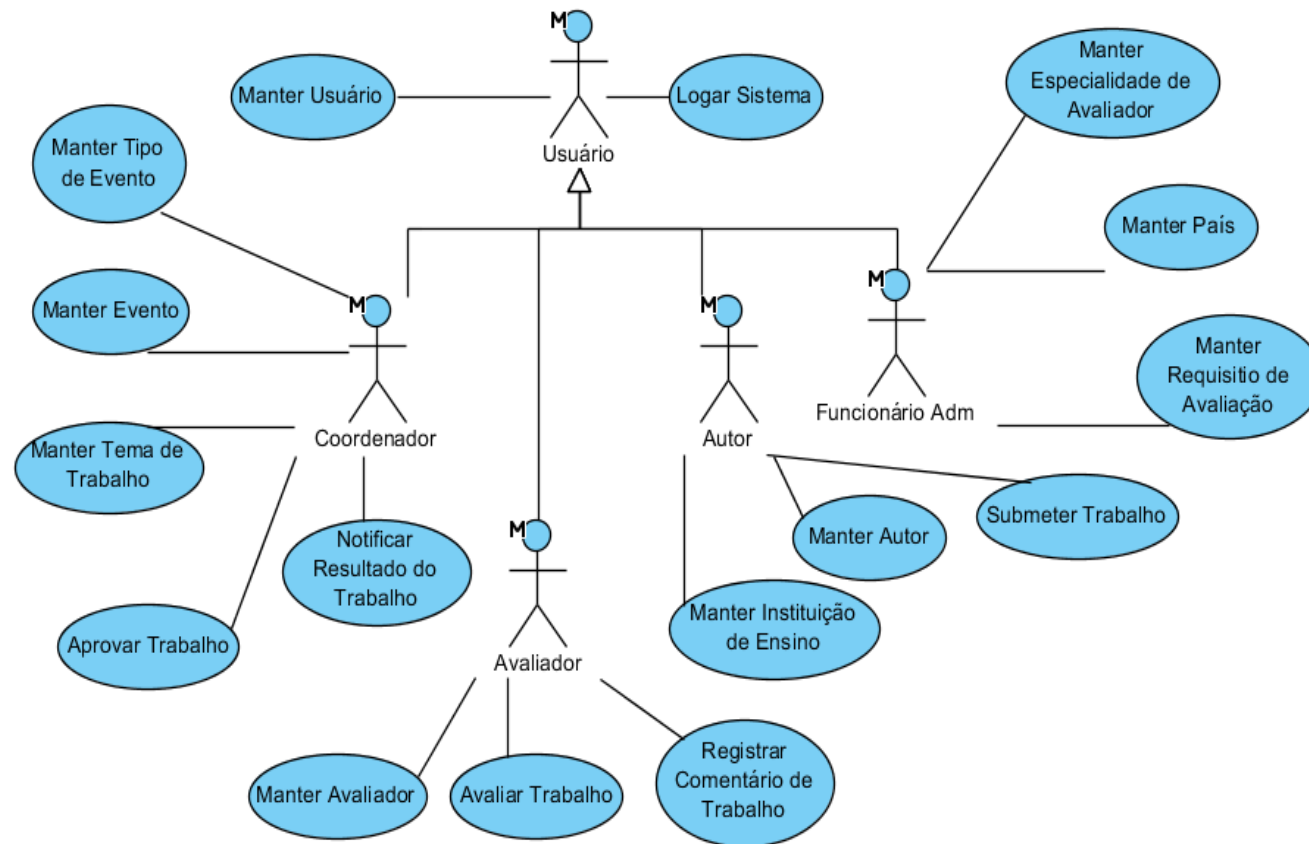 M
Manter Usuário
Logar Sistema
Usuário
Manter
Especialidade de
Avaliador
Manter Tipo
de Evento
Manter País
M
M
M
Manter Evento
Manter
Requisitio de
Avaliação
Funcionário Adm
Coordenador
Autor
Manter Tema de
Trabalho
Submeter Trabalho
M
Notificar
Resultado do
Trabalho
Manter Autor
Manter Instituição
de Ensino
Aprovar Trabalho
Avaliador
Manter Avaliador
Avaliar Trabalho
Registrar
Comentário de
Trabalho